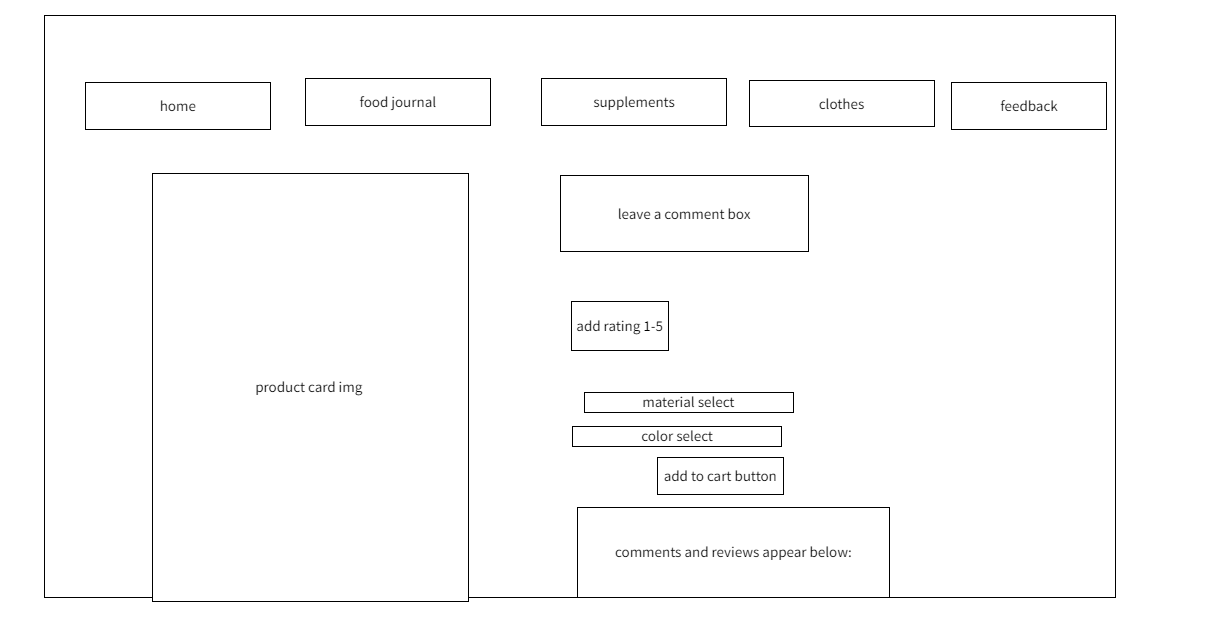 home
food journal
supplements
clothes
feedback
leave a comment box
add rating 1-5
product card img
material select
color select
add to cart button
comments and reviews appear below: